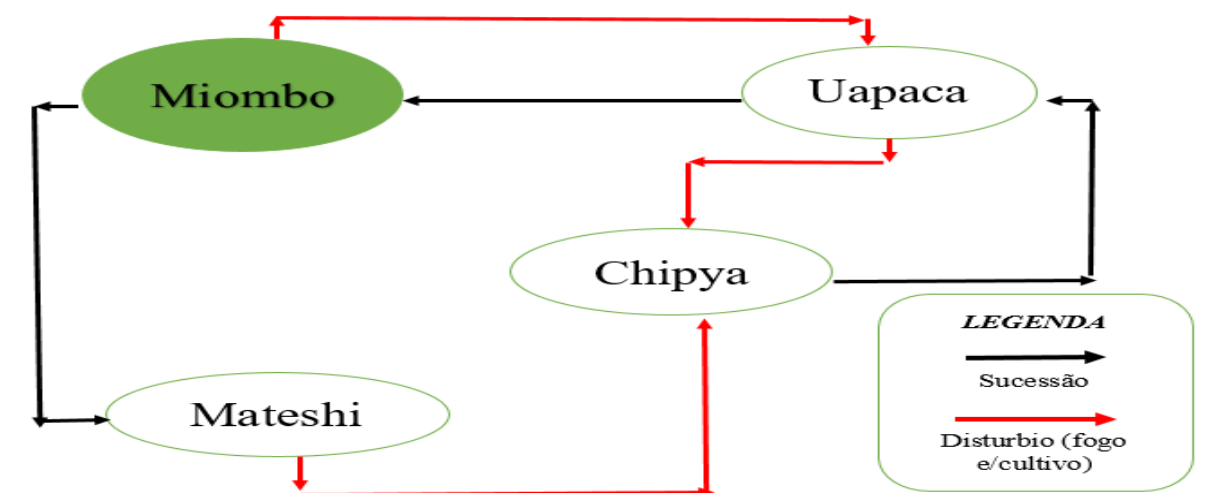 Miombo
Uapaca
Chipya
Mateshi
LEGENDA
Sucessão
Disturbio (fogo
e/cultivo)